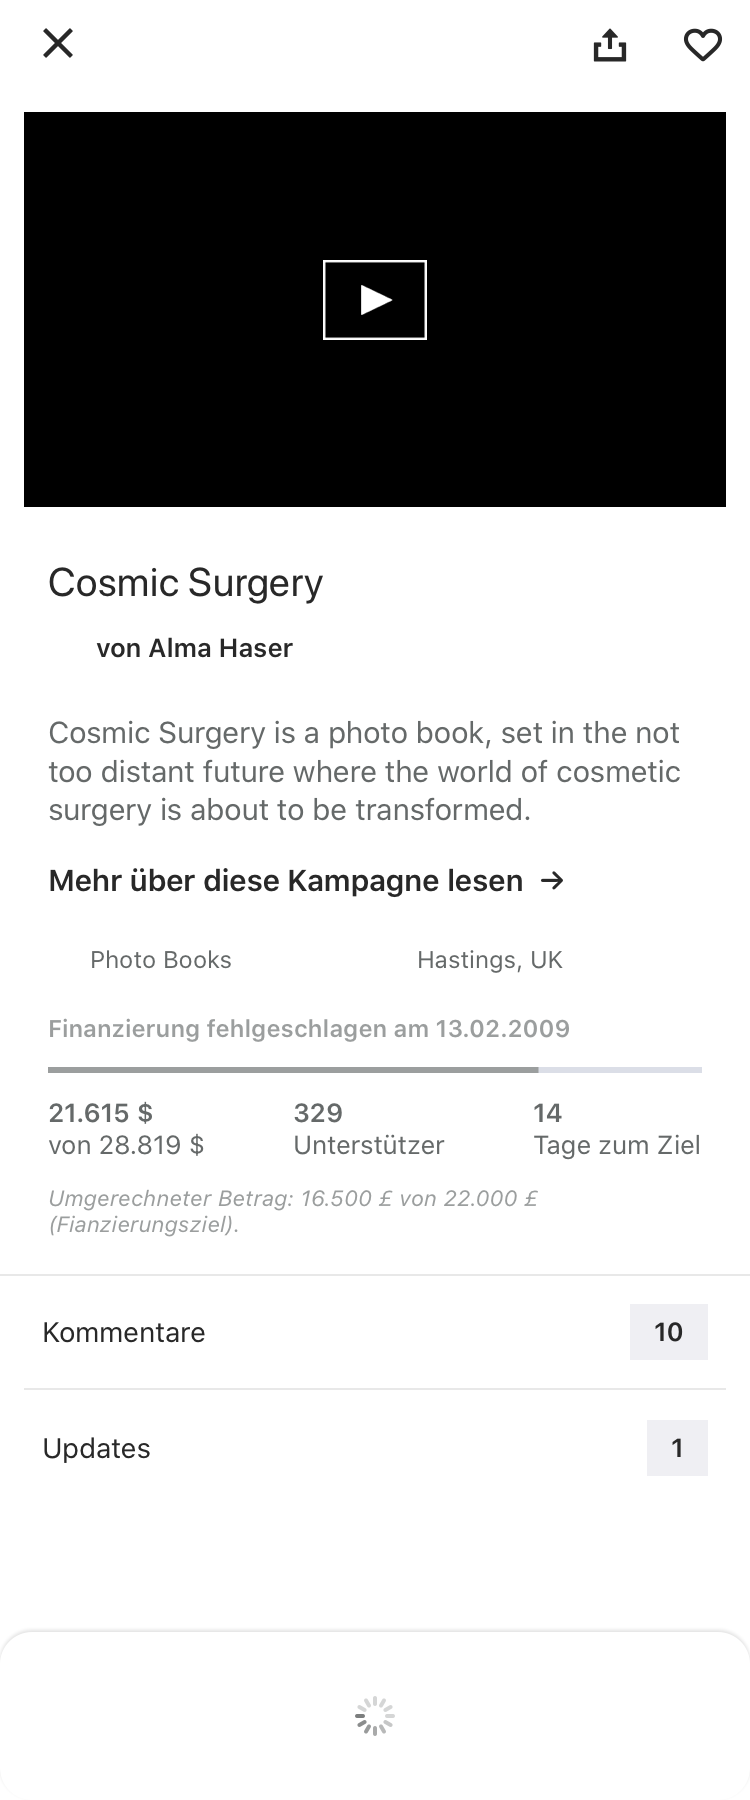 Cosmic Surgery
von Alma Haser
Cosmic Surgery is a photo book, set in the not
too distant future where the world of cosmetic
surgery is about to be transformed.
Mehr über diese Kampagne lesen →
Photo Books
Hastings, UK
Finanzierung fehlgeschlagen am 13.02.2009
21.615 $
von 28.819 $
329
Unterstützer
14
Tage zum Ziel
Umgerechneter Betrag: 16.500 £ von 22.000 £
(Fianzierungsziel).
Kommentare
10
Updates
1